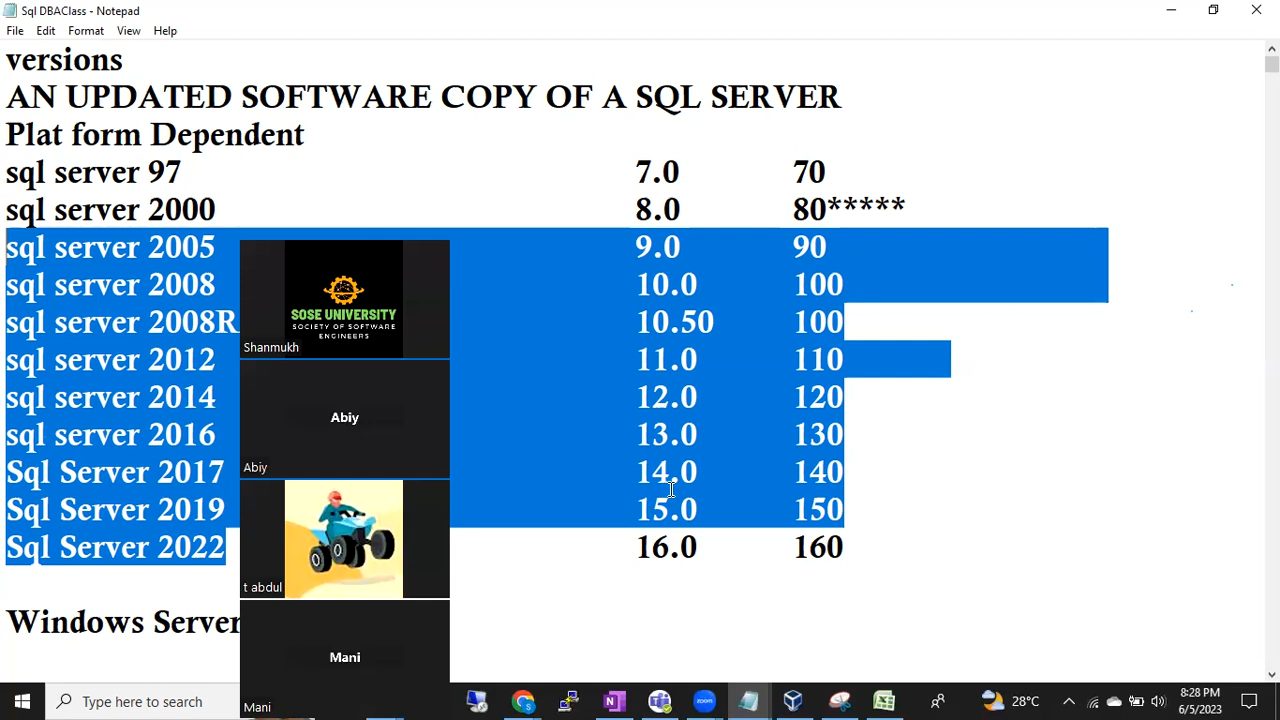 Sql DBAClass - Notepad
File Edit Format View Help
versions
AN UPDATED SOFTWARE COPY OF A SQL SERVER
Plat form Dependent
sql server 97 7.0 70
sql server 2000 8.0 80*****
sql server 2005 9.0 90
sql server 2008 10.0 100
sql server 2008R 10.50 100
sql server 2012 11.0 110
sql server 2014 12.0 120
sql server 2016 13.0 130
Sql Server 2017 14.0 140
Sql Server 2019 15.0 150
Sql Server 2022 16.0 160
Windows Server
SOSE UNIVERSITY
SOCIETY OF SOFTWARE
ENGINEERS
Shanmukh
Abiy
Abiy
t abdul
Mani
Mani
Type here to search
28°C
8:28 PM
6/5/2023